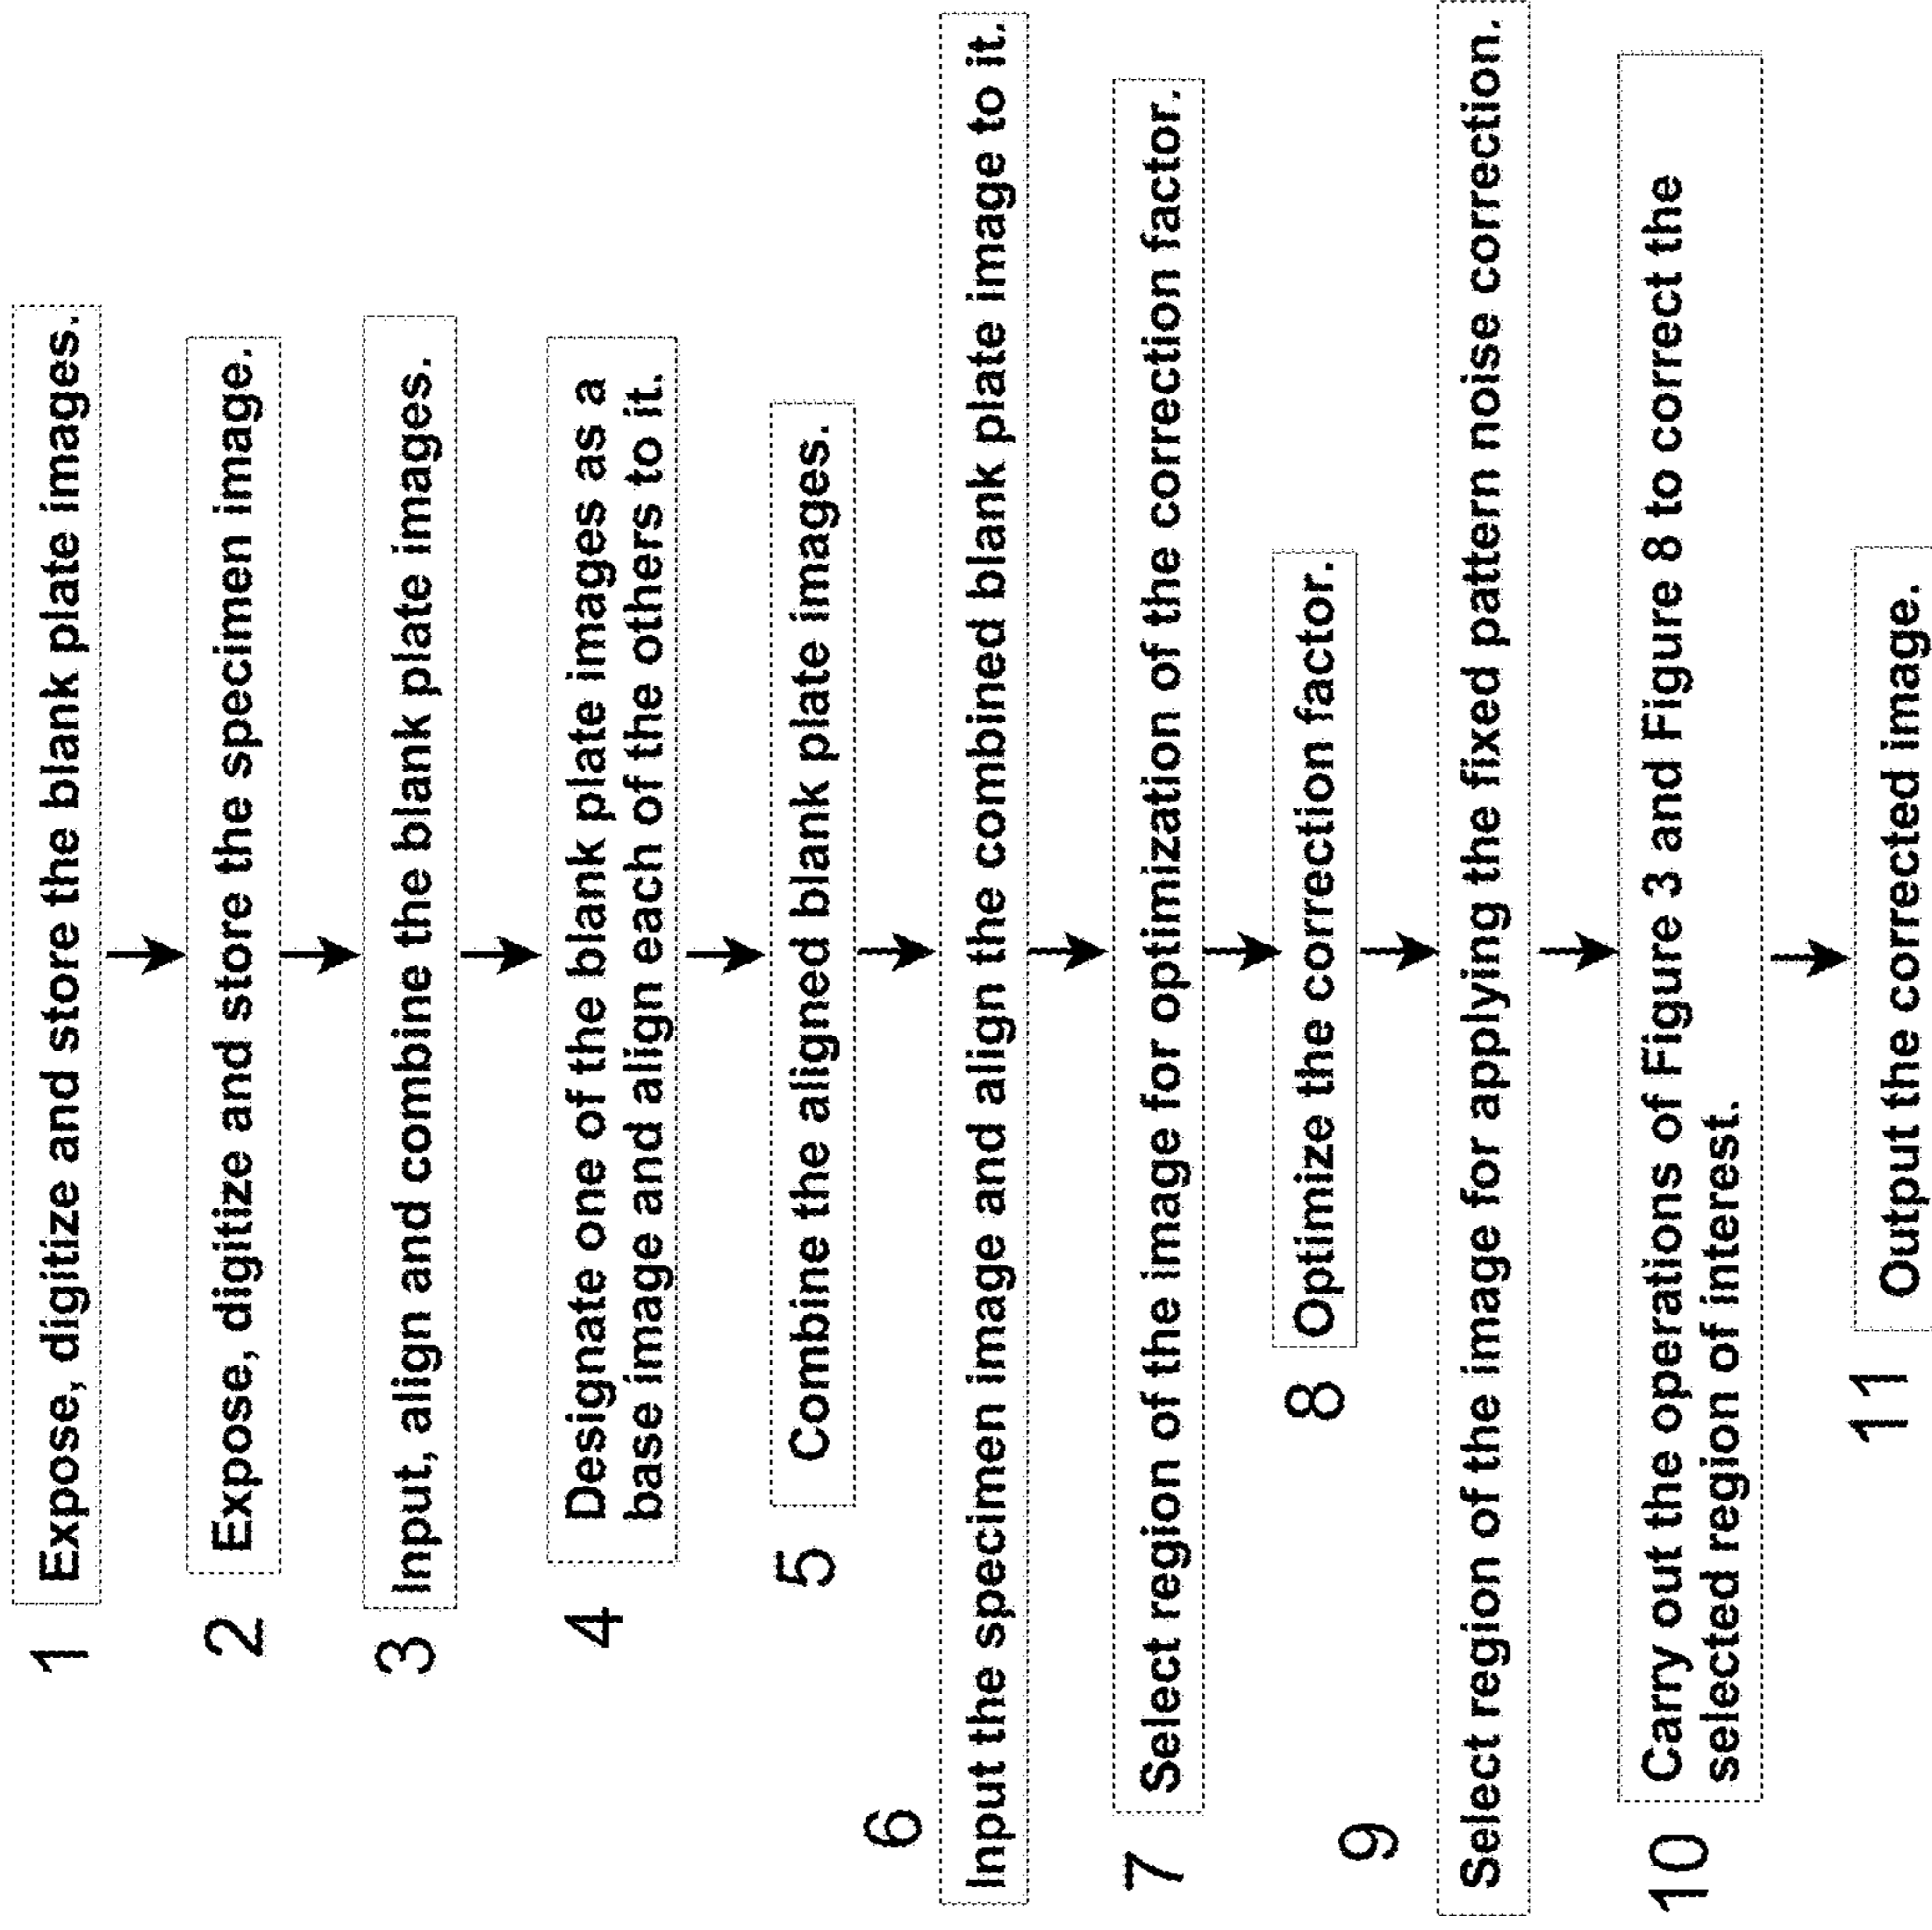 1 Expose, digitize and store the blank plate images.
2 Expose, digitize and store the specimen image.
3 Input, align and combine the blank plate images.
4 Designate one of the blank plate images as a
base image and align each of the others to it.
5 Combine the aligned blank plate images.
6
Input the specimen image and align the combined blank plate image to it.
7 Select region of the image for optimization of the correction factor.
8 Optimize the correction factor.
9
Select region of the image for applying the fixed pattern noise correction.
10 Carry out the operations of Figure 3 and Figure 8 to correct the
selected region of interest.
11 Output the corrected image.